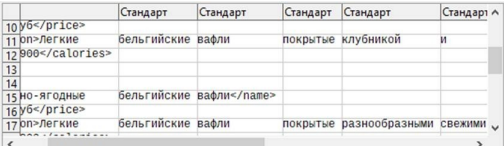 Стандарт Стандарт Стандарт Стандарт Стандарт
10 уб</price>
11 on>Легкие бельгийские вафли покрытые клубникой и
12 900</calories>
13
14
15 но-ягодные бельгийские вафли</name>
16 уб</price>
17 on>Легкие бельгийские вафли покрытые разнообразными свежими